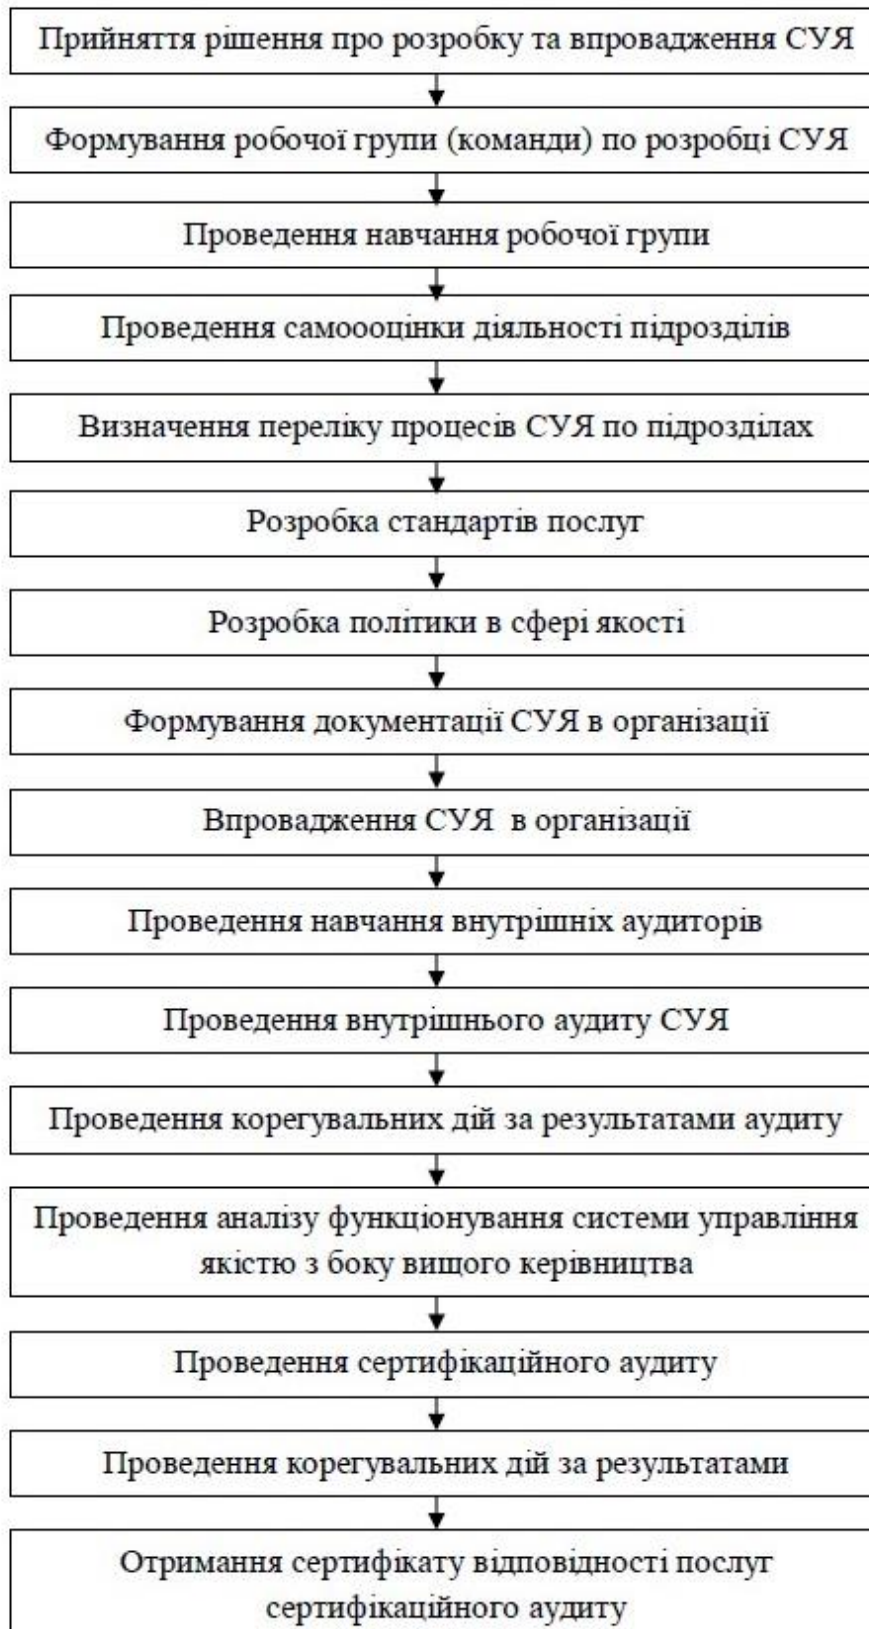 Прийняття рішення про розробку та впровадження СУЯ
Формування робочої групи (команди) по розробці СУЯ
Проведення навчання робочої групи
Проведення самоооцінки діяльності підрозділів
Визначення переліку процесів СУЯ по підрозділах
Розробка стандартів послуг
Розробка політики в сфері якості
Формування документації СУЯ в організації
Впровадження СУЯ в організації
Проведення навчання внутрішніх аудиторів
Проведення внутрішнього аудиту СУЯ
Проведення корегувальних дій за результатами аудиту
Проведення аналізу функціонування системи управління
якістю з боку вищого керівництва
Проведення сертифікаційного аудиту
Проведення корегувальних дій за результатами
Отримання сертифікату відповідності послуг
сертифікаційного аудиту